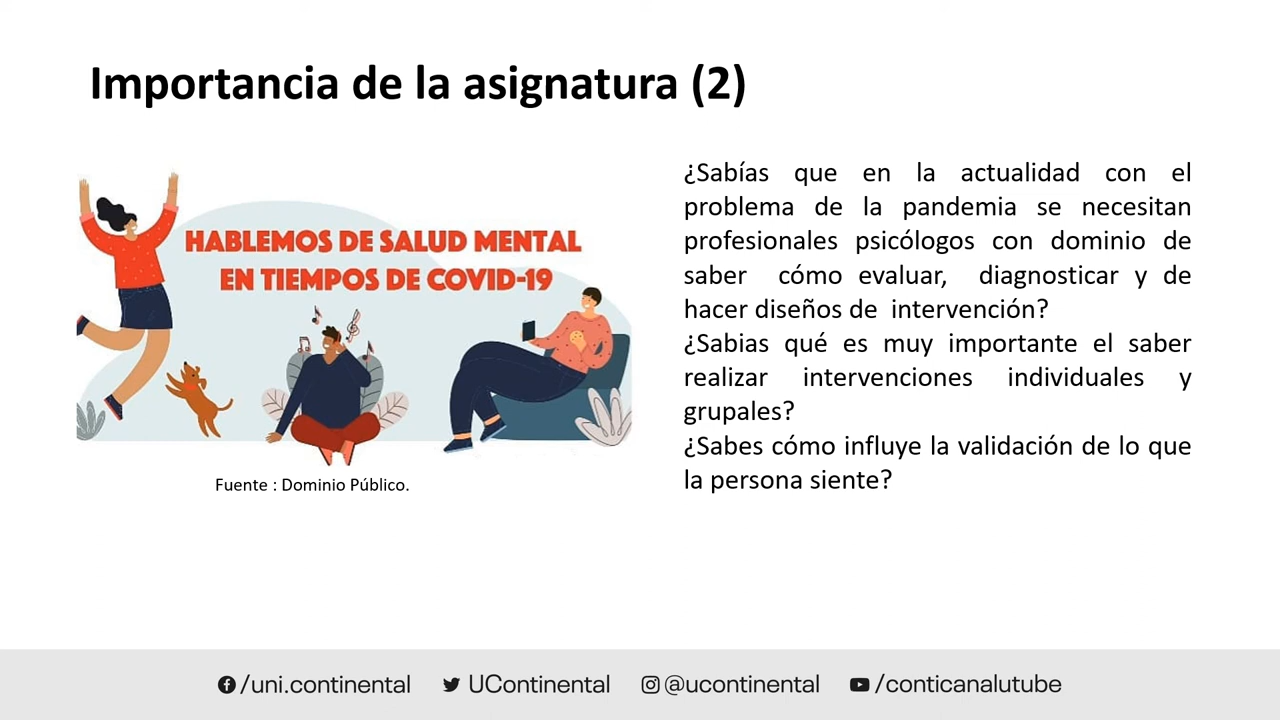 Importancia de la asignatura (2)
HABLEMOS DE SALUD MENTAL
EN TIEMPOS DE COVID-19
Fuente : Dominio Público.
¿Sabías que en la actualidad con el
problema de la pandemia se necesitan
profesionales psicólogos con dominio de
saber cómo evaluar, diagnosticar y de
hacer diseños de intervención?
¿Sabias qué es muy importante el saber
realizar intervenciones individuales y
grupales?
¿Sabes cómo influye la validación de lo que
la persona siente?
/uni.continental UContinental @ucontinental /conticanalutube